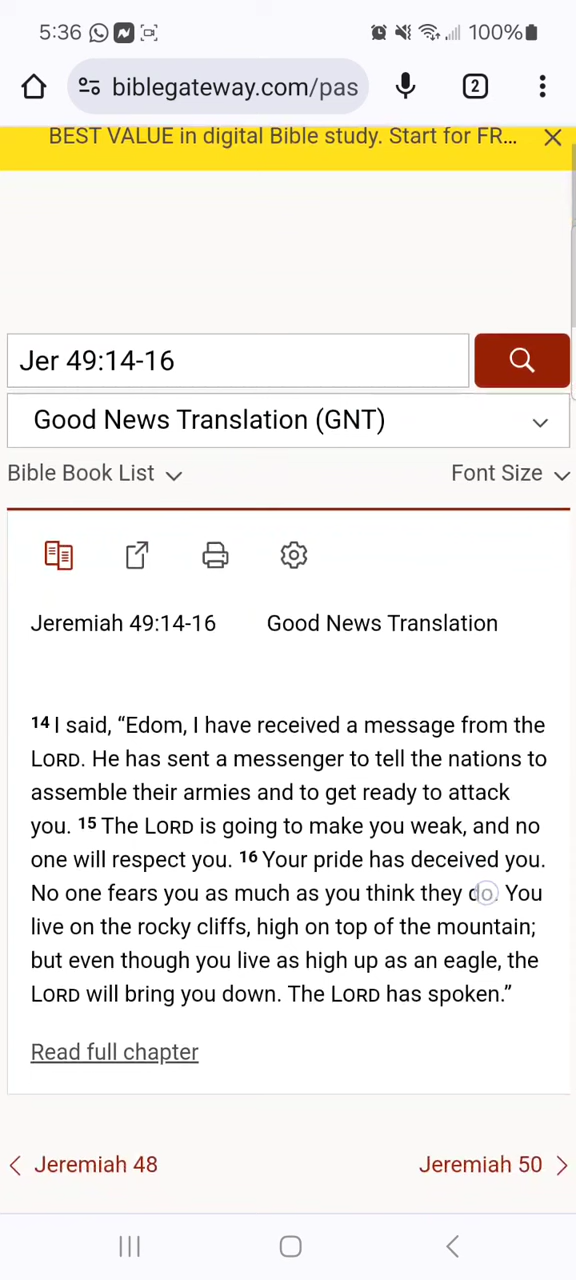 5:36 100%
biblegateway.com/pas 2
BEST VALUE in digital Bible study. Start for FR...
Jer 49:14-16
Good News Translation (GNT)
Bible Book List Font Size
Jeremiah 49:14-16 Good News Translation
14 I said, “Edom, I have received a message from the
LORD. He has sent a messenger to tell the nations to
assemble their armies and to get ready to attack
you. 15 The LORD is going to make you weak, and no
one will respect you. 16 Your pride has deceived you.
No one fears you as much as you think they do. You
live on the rocky cliffs, high on top of the mountain;
but even though you live as high up as an eagle, the
LORD will bring you down. The LORD has spoken.”
Read full chapter
Jeremiah 48 Jeremiah 50